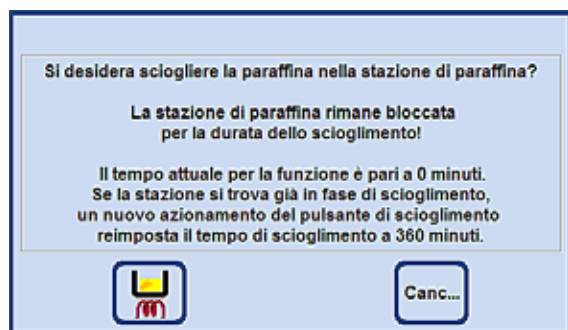 Si desidera sciogliere la paraffina nella stazione di paraffina?
La stazione di paraffina rimane bloccata
per la durata dello scioglimento!
Il tempo attuale per la funzione è pari a 0 minuti.
Se la stazione si trova già in fase di scioglimento,
un nuovo azionamento del pulsante di scioglimento
reimposta il tempo di scioglimento a 360 minuti.
Canc...